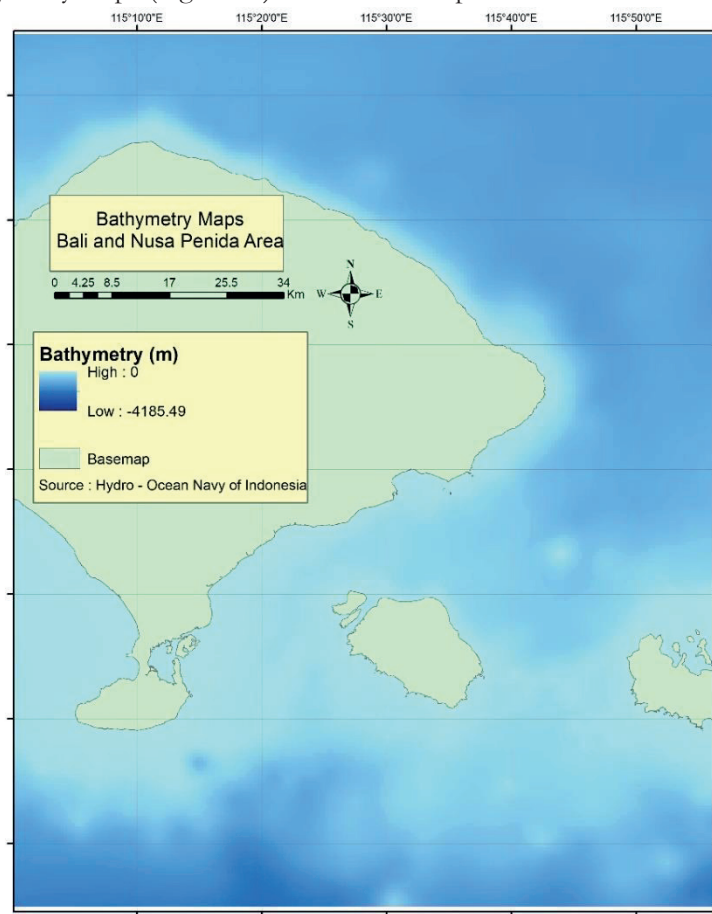 115°10'0"E 115°20'0"E 115°30'0"E 115°40'0"E 115°50'0"E
Bathymetry Maps
Bali and Nusa Penida Area
0 4.25 8.5 17 25.5 34
Km
N
W E
S
Bathymetry (m)
High : 0
Low : -4185.49
Basemap
Source : Hydro - Ocean Navy of Indonesia